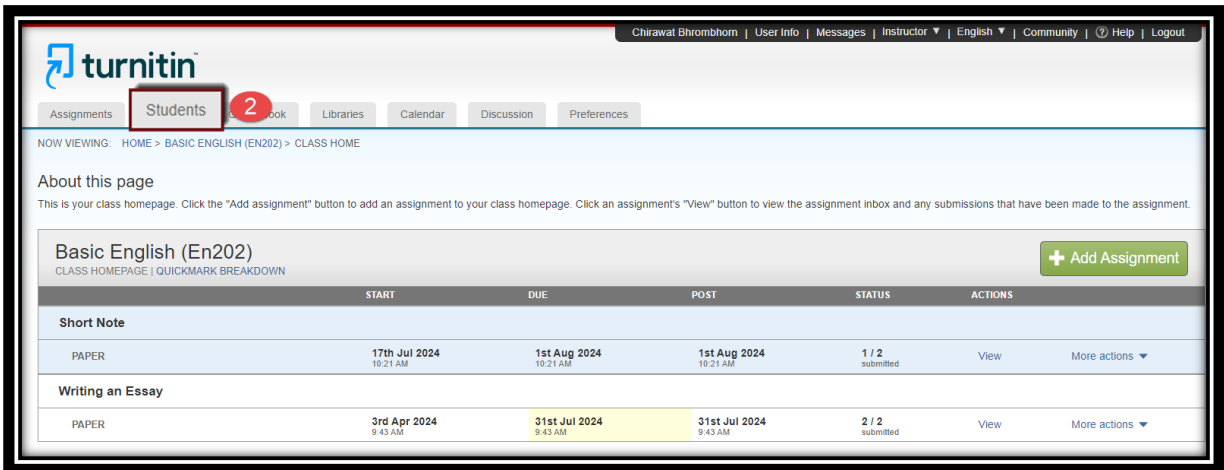 Chirawat Bhrombhorn | User Info | Messages | Instructor ▼ | English ▼ | Community | ? Help | Logout
turnitin™
Assignments Students 2 ook Libraries Calendar Discussion Preferences
NOW VIEWING: HOME > BASIC ENGLISH (EN202) > CLASS HOME
About this page
This is your class homepage. Click the "Add assignment" button to add an assignment to your class homepage. Click an assignment's "View" button to view the assignment inbox and any submissions that have been made to the assignment.
Basic English (En202)
CLASS HOMEPAGE | QUICKMARK BREAKDOWN
+ Add Assignment
START DUE POST STATUS ACTIONS
Short Note
PAPER 17th Jul 2024 1st Aug 2024 1st Aug 2024 1 / 2 View More actions ▼
10:21 AM 10:21 AM 10:21 AM submitted
Writing an Essay
PAPER 3rd Apr 2024 31st Jul 2024 31st Jul 2024 2 / 2 View More actions ▼
9:43 AM 9:43 AM 9:43 AM submitted